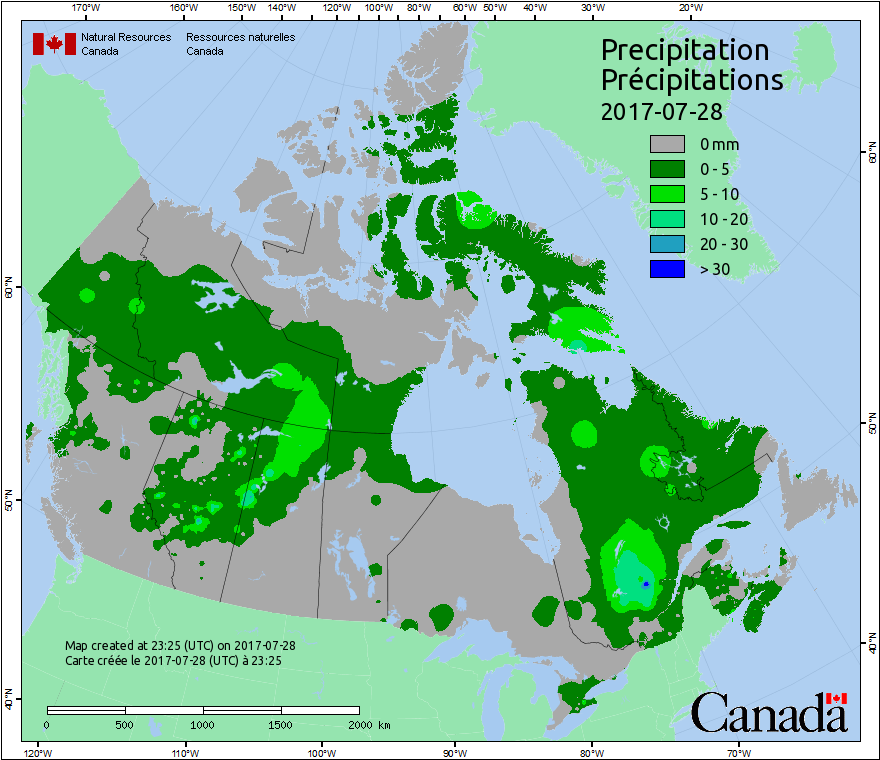 170°W 160°W 150°W 140°W 130°W 120°W 110°W 100°W 90°W 80°W 60°W 50°W 40°W 30°W 20°W
Natural Resources Canada
Ressources naturelles Canada
Precipitation
Précipitations
2017-07-28
0 mm
0 - 5
5 - 10
10 - 20
20 - 30
> 30
60°N
50°N
40°N
60°N
50°N
40°N
Map created at 23:25 (UTC) on 2017-07-28
Carte créée le 2017-07-28 (UTC) à 23:25
0 500 1000 1500 2000 km
Canada
120°W 110°W 100°W 90°W 80°W 70°W